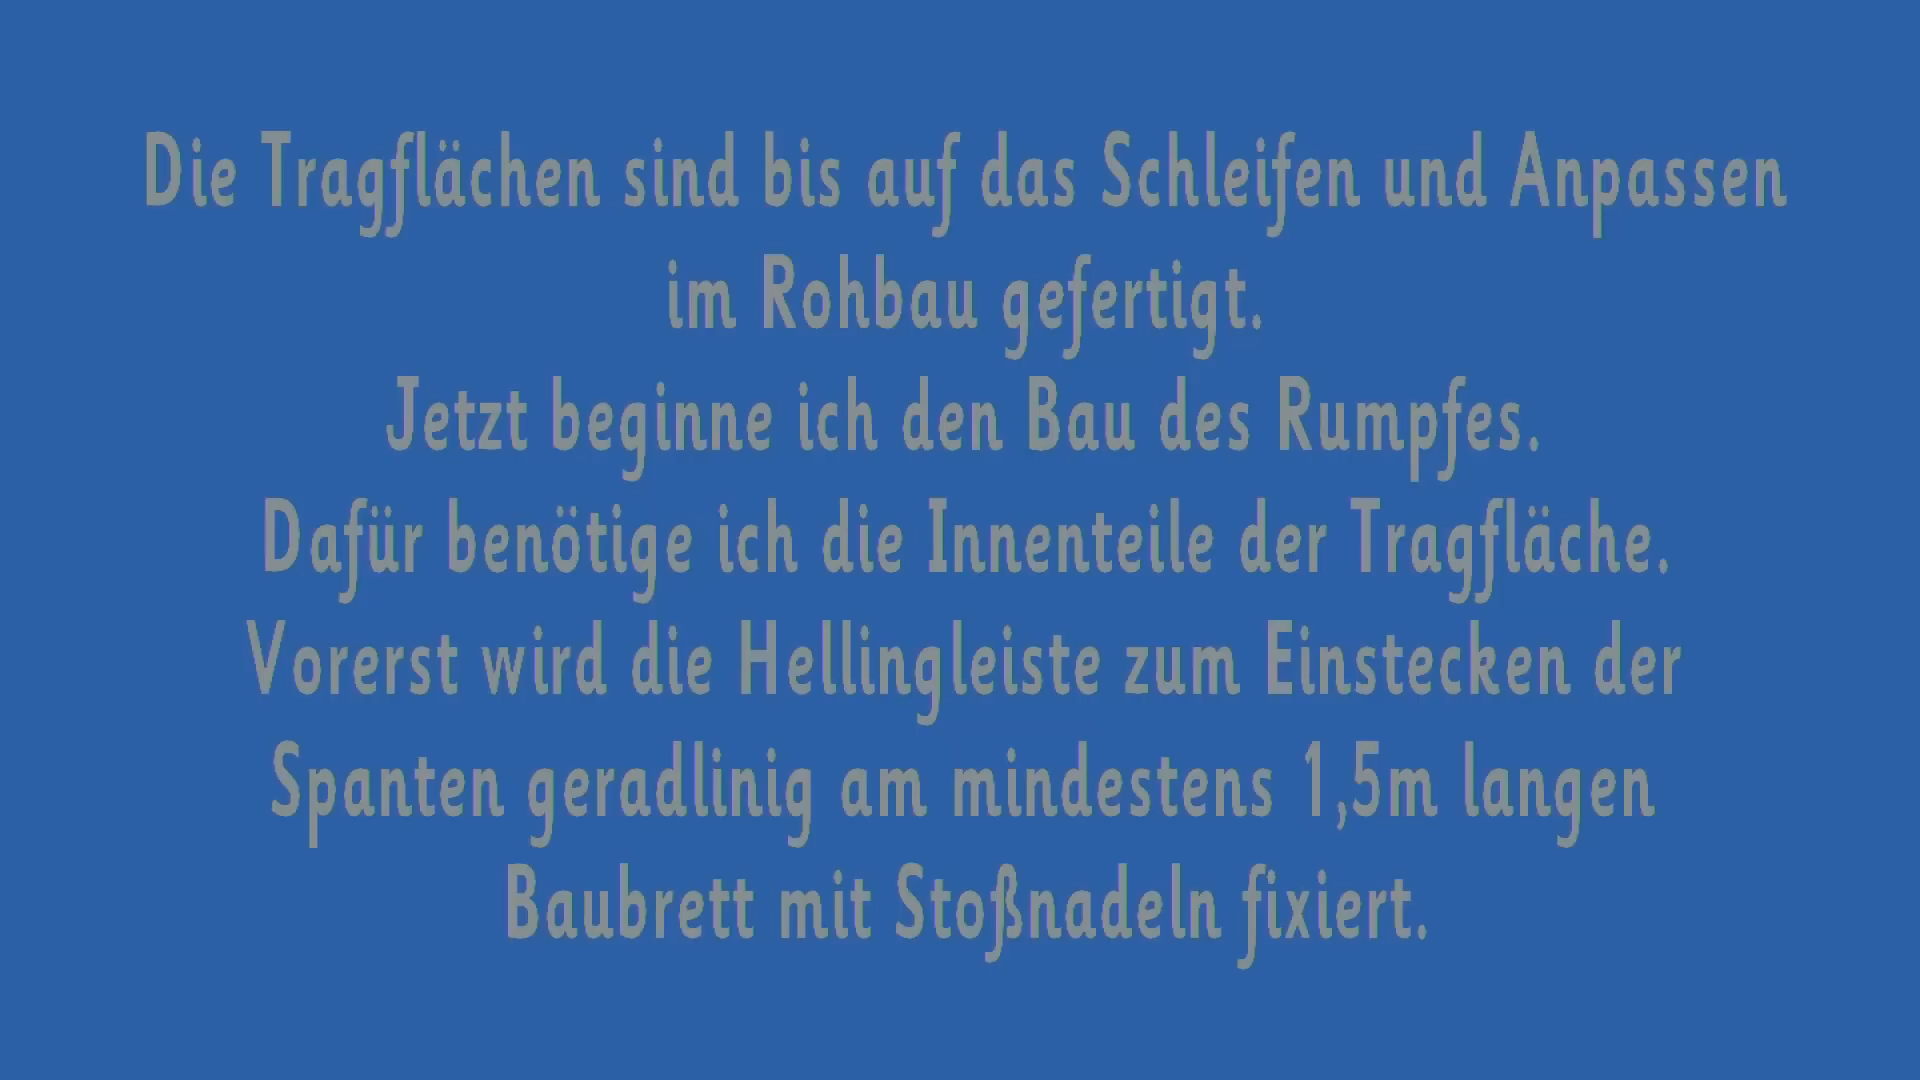 Die Tragflächen sind bis auf das Schleifen und Anpassen
im Rohbau gefertigt.
Jetzt beginne ich den Bau des Rumpfes.
Dafür benötige ich die Innenteile der Tragfläche.
Vorerst wird die Hellingleiste zum Einstecken der
Spanten geradlinig am mindestens 1,5m langen
Baubrett mit Stoßnadeln fixiert.